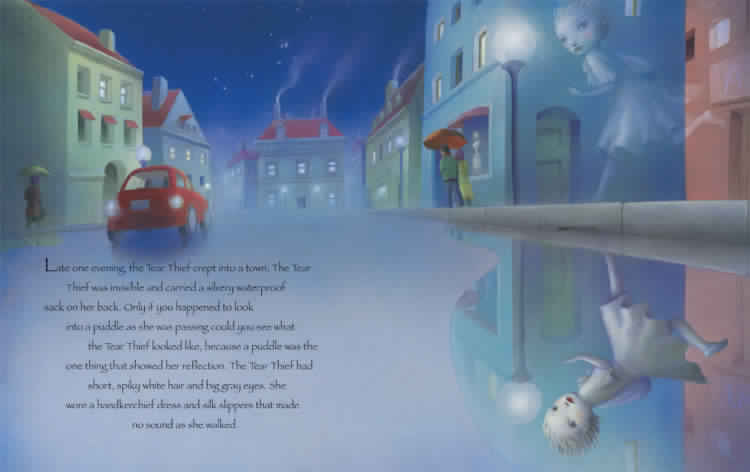 Late one evening, the Tear Thief crept into a town. The Tear
Thief was invisible and carried a silvery waterproof
sack on her back. Only if you happened to look
into a puddle as she was passing could you see what
the Tear Thief looked like, because a puddle was the
one thing that showed her reflection. The Tear Thief had
short, spiky white hair and big gray eyes. She
wore a handkerchief dress and silk slippers that made
no sound as she walked.